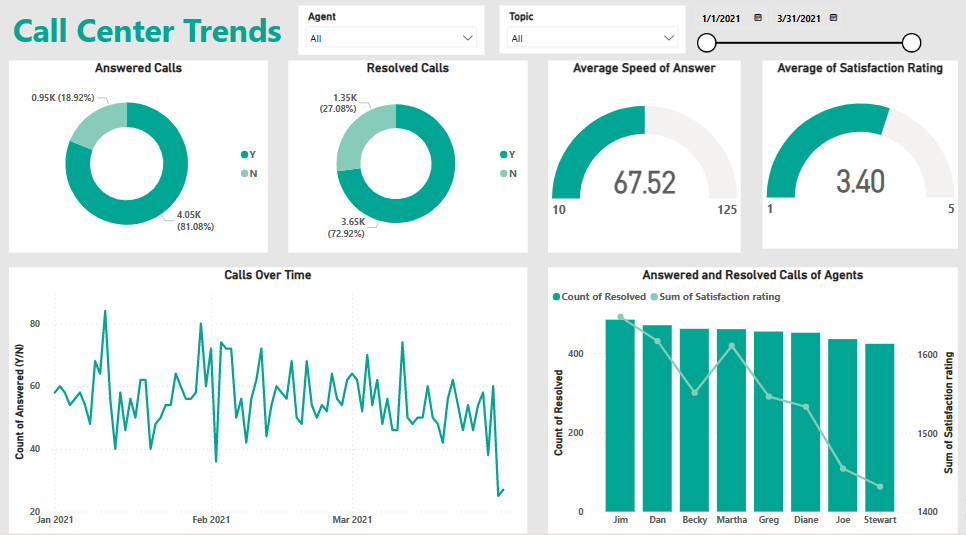 Call Center Trends
Agent
All
Topic
All
1/1/2021
3/31/2021
Answered Calls
0.95K (18.92%)
Y
N
4.05K
(81.08%)
Resolved Calls
1.35K
(27.08%)
Y
N
3.65K
(72.92%)
Average Speed of Answer
67.52
10
125
Average of Satisfaction Rating
3.40
1
5
Calls Over Time
Count of Answered (Y/N)
80
60
40
20
Jan 2021
Feb 2021
Mar 2021
Answered and Resolved Calls of Agents
Count of Resolved
Sum of Satisfaction rating
Count of Resolved
400
200
0
1600
1500
1400
Sum of Satisfaction rating
Jim
Dan
Becky
Martha
Greg
Diane
Joe
Stewart